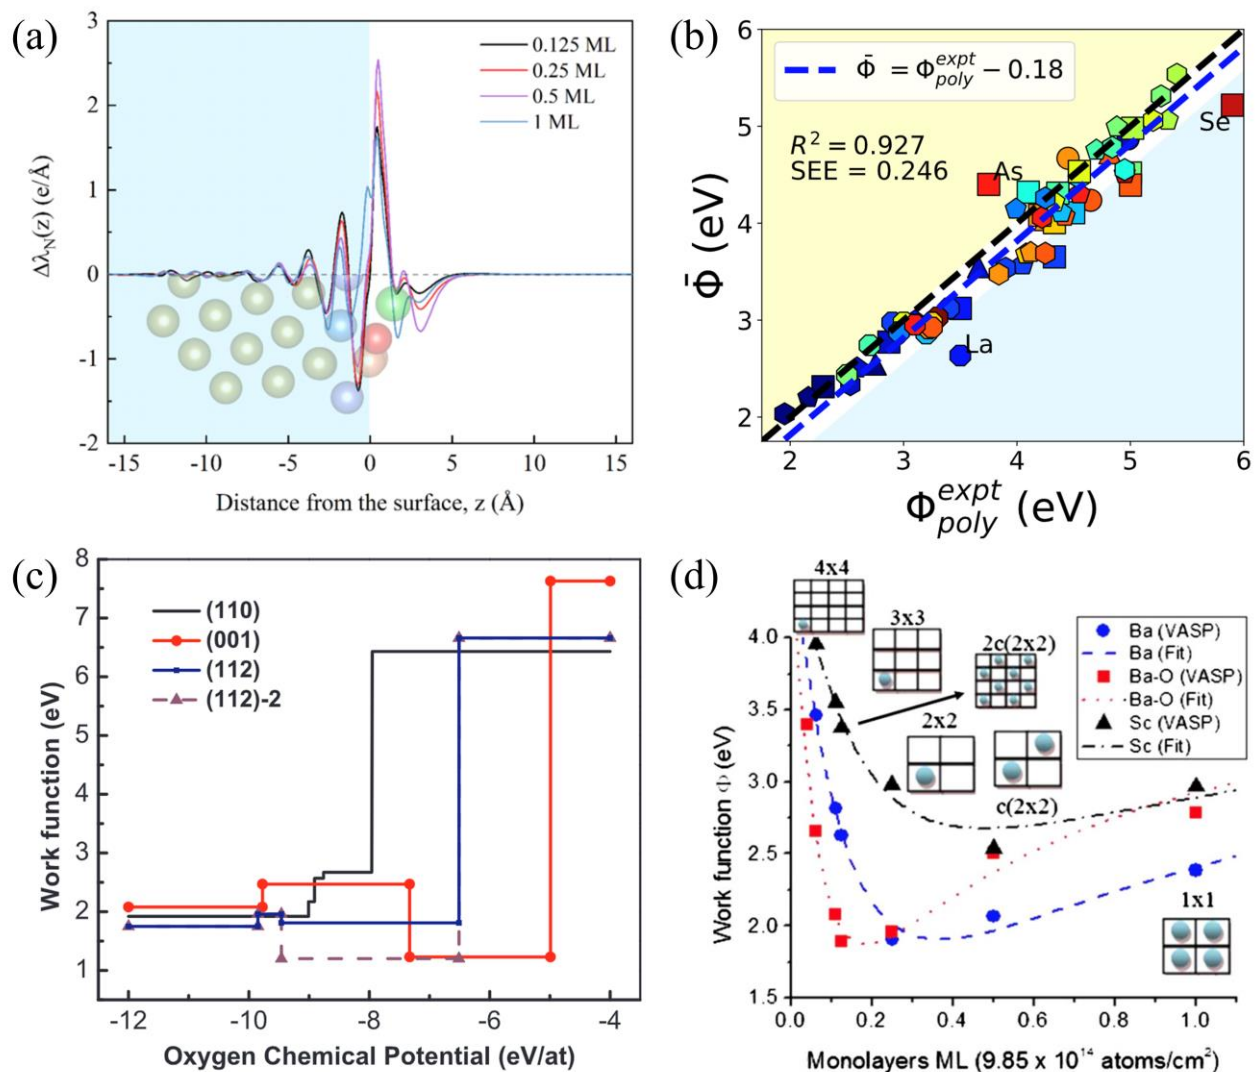 (a)
3
2
1
0
-1
-2
0.125 ML
0.25 ML
0.5 ML
1 ML
Δλ_N(z) (e/Å)
-15 -10 -5 0 5 10 15
Distance from the surface, z (Å)
(b)
6
5
4
3
2
Φ̄ = Φ^{expt}_{poly} − 0.18
R² = 0.927
SEE = 0.246
As
Se
La
Φ̄ (eV)
2 3 4 5 6
Φ^{expt}_{poly} (eV)
(c)
8
7
6
5
4
3
2
1
(110)
(001)
(112)
(112)-2
Work function (eV)
-12 -10 -8 -6 -4
Oxygen Chemical Potential (eV/at)
(d)
4x4
3x3
2c(2x2)
2x2
c(2x2)
1x1
Ba (VASP)
Ba (Fit)
Ba-O (VASP)
Ba-O (Fit)
Sc (VASP)
Sc (Fit)
4.0
3.5
3.0
2.5
2.0
1.5
Work function Φ (eV)
0.0 0.2 0.4 0.6 0.8 1.0
Monolayers ML (9.85 x 10¹⁴ atoms/cm²)